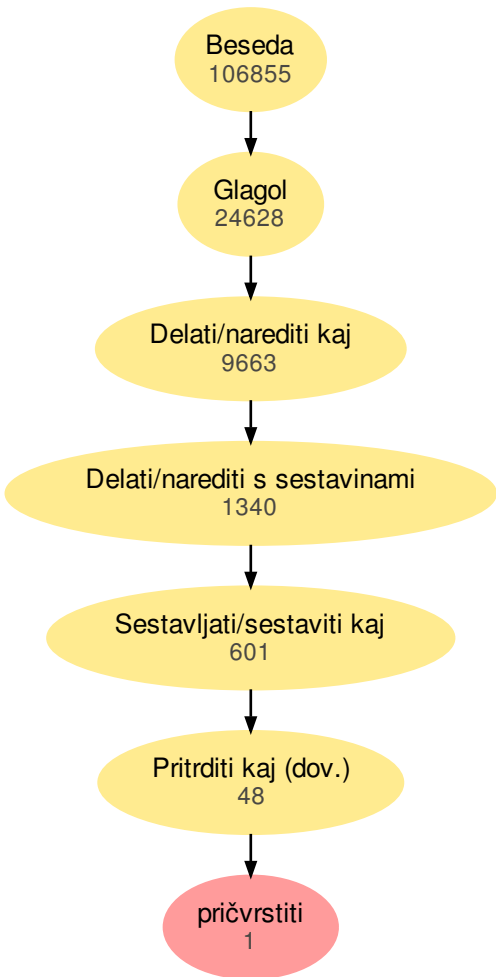 Beseda
106855
Glagol
24628
Delati/narediti kaj
9663
Delati/narediti s sestavinami
1340
Sestavljati/sestaviti kaj
601
Pritrditi kaj (dov.)
48
pričvrstiti
1